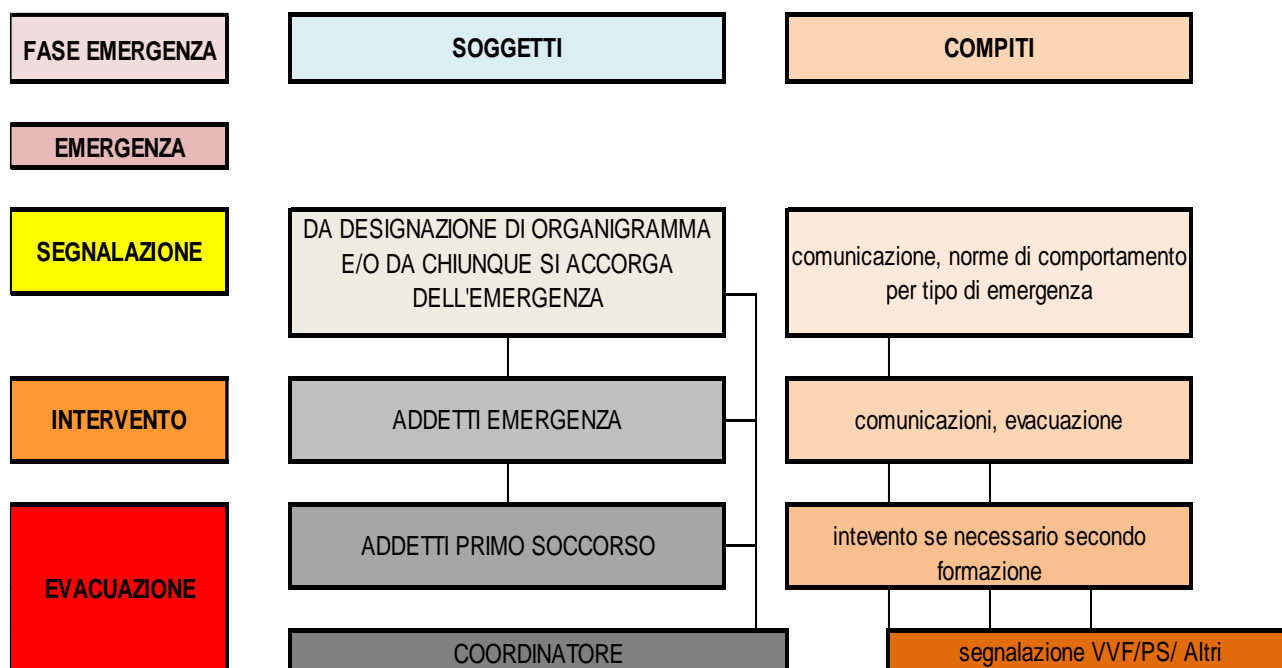 FASE EMERGENZA
SOGGETTI
COMPITI
EMERGENZA
SEGNALAZIONE
DA DESIGNAZIONE DI ORGANIGRAMMA
E/O DA CHIUNQUE SI ACCORGA
DELL'EMERGENZA
comunicazione, norme di comportamento
per tipo di emergenza
INTERVENTO
ADDETTI EMERGENZA
comunicazioni, evacuazione
EVACUAZIONE
ADDETTI PRIMO SOCCORSO
intevento se necessario secondo
formazione
COORDINATORE
segnalazione VVF/PS/ Altri